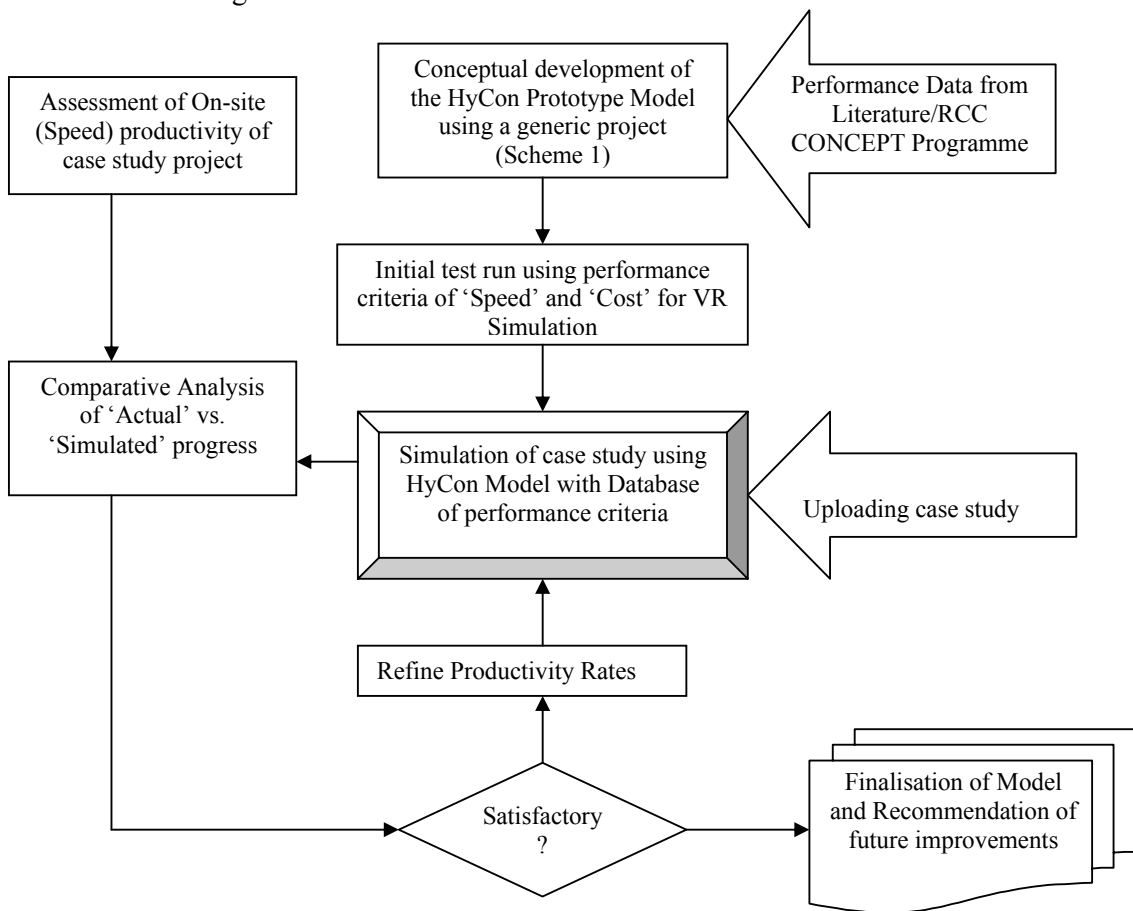 Assessment of On-site
(Speed) productivity of
case study project
Conceptual development of
the HyCon Prototype Model
using a generic project
(Scheme 1)
Performance Data from
Literature/RCC
CONCEPT Programme
Initial test run using performance
criteria of ‘Speed’ and ‘Cost’ for VR
Simulation
Comparative Analysis
of ‘Actual’ vs.
‘Simulated’ progress
Simulation of case study using
HyCon Model with Database
of performance criteria
Uploading case study
Refine Productivity Rates
Satisfactory
?
Finalisation of Model
and Recommendation of
future improvements